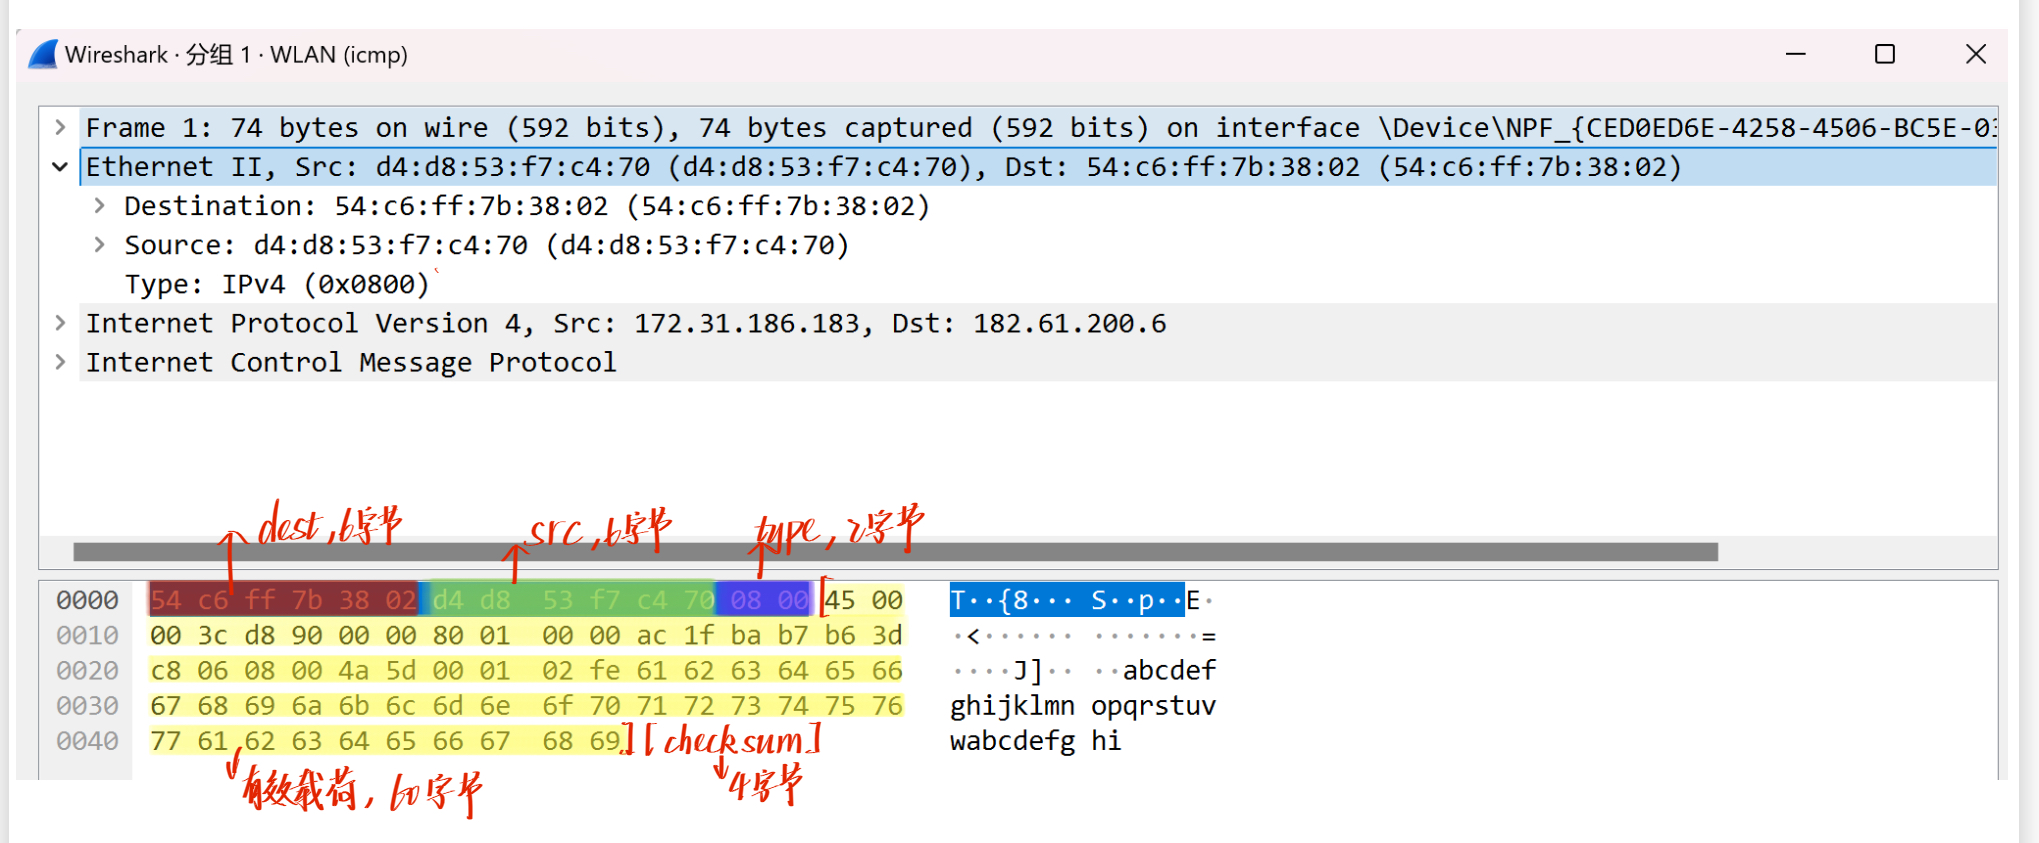 Wireshark · 分组 1 · WLAN (icmp)
Frame 1: 74 bytes on wire (592 bits), 74 bytes captured (592 bits) on interface \Device\NPF_{CED0ED6E-4258-4506-BC5E-03
Ethernet II, Src: d4:d8:53:f7:c4:70 (d4:d8:53:f7:c4:70), Dst: 54:c6:ff:7b:38:02 (54:c6:ff:7b:38:02)
Destination: 54:c6:ff:7b:38:02 (54:c6:ff:7b:38:02)
Source: d4:d8:53:f7:c4:70 (d4:d8:53:f7:c4:70)
Type: IPv4 (0x0800)
Internet Protocol Version 4, Src: 172.31.186.183, Dst: 182.61.200.6
Internet Control Message Protocol
dest,6字节 src,6字节 type,2字节
0000 54 c6 ff 7b 38 02 d4 d8 53 f7 c4 70 08 00 [45 00 T··{8··· S··p··E·
0010 00 3c d8 90 00 00 80 01 00 00 ac 1f ba b7 b6 3d ·<······ ·······=
0020 c8 06 08 00 4a 5d 00 01 02 fe 61 62 63 64 65 66 ····J]·· ··abcdef
0030 67 68 69 6a 6b 6c 6d 6e 6f 70 71 72 73 74 75 76 ghijklmn opqrstuv
0040 77 61 62 63 64 65 66 67 68 69][checksum] wabcdefg hi
有效载荷,60字节 4字节